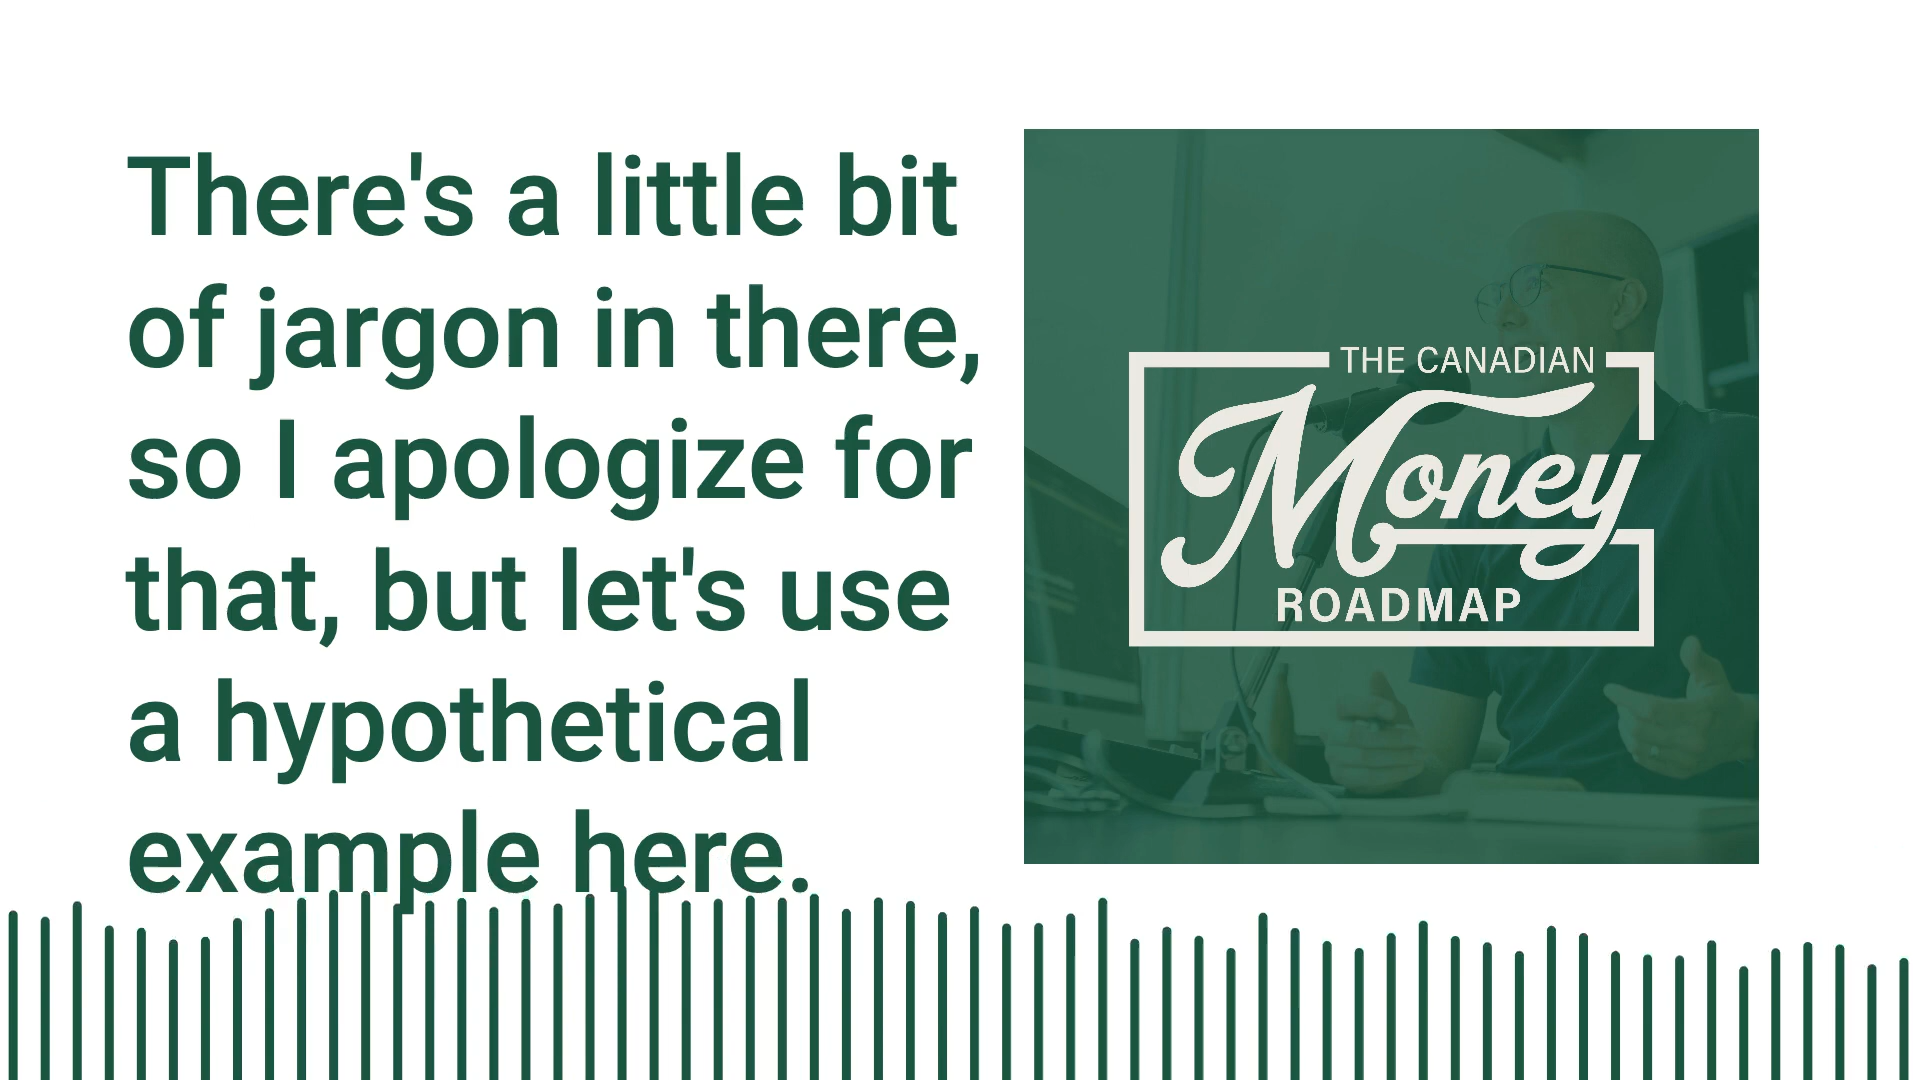 There's a little bit
of jargon in there,
so I apologize for
that, but let's use
a hypothetical
example here.
THE CANADIAN
Money
ROADMAP